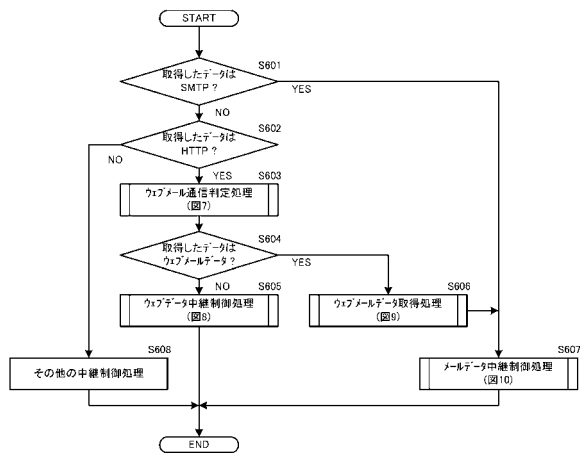 START
S601
取得したデータは
SMTP？
YES
NO
S602
取得したデータは
HTTP？
NO
YES
S603
ウェブメール通信判定処理
(図7)
S604
取得したデータは
ウェブメールデータ？
YES
NO
S605
ウェブデータ中継制御処理
(図8)
S606
ウェブメールデータ取得処理
(図9)
S608
その他の中継制御処理
S607
メールデータ中継制御処理
(図10)
END